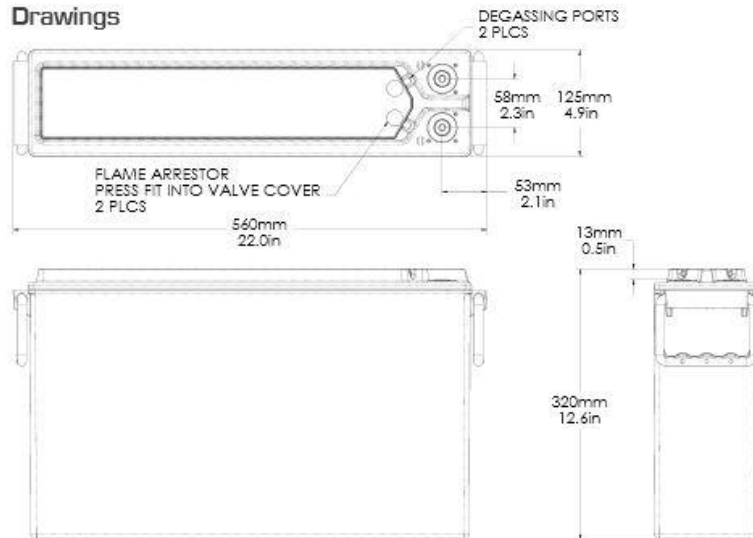 Drawings
DEGASSING PORTS
2 PLCS
58mm
2.3in
125mm
4.9in
FLAME ARRESTOR
PRESS FIT INTO VALVE COVER
2 PLCS
53mm
2.1in
560mm
22.0in
13mm
0.5in
320mm
12.6in